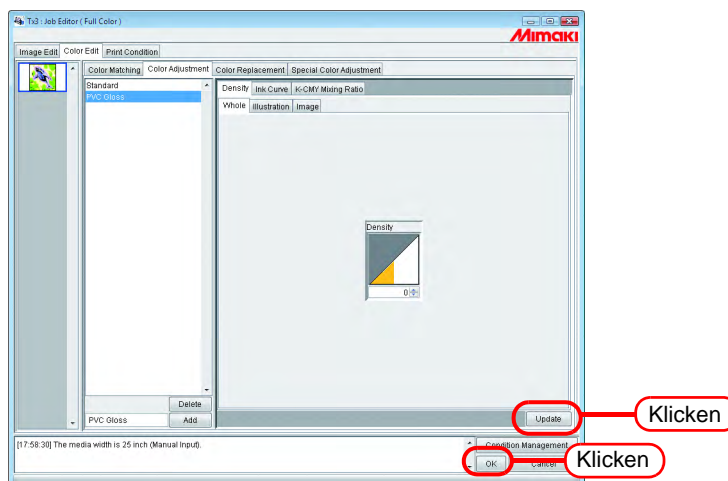 Tx3 : Job Editor ( Full Color )
Mimaki
Image Edit Color Edit Print Condition
Color Matching Color Adjustment Color Replacement Special Color Adjustment
Standard
PVC Gloss
Density Ink Curve K-CMY Mixing Ratio
Whole Illustration Image
Density
0
Delete
PVC Gloss Add
Update
Klicken
[17:58:30] The media width is 25 inch (Manual Input).
Condition Management
OK Cancel
Klicken